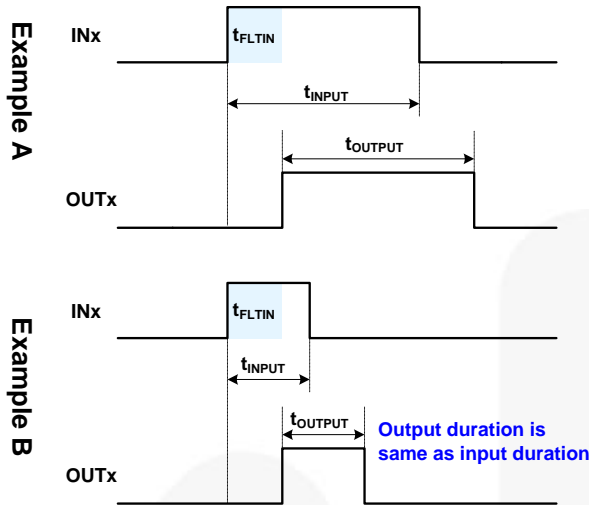 Example A
INx
tFLTIN
tINPUT
tOUTPUT
OUTx
Example B
INx
tFLTIN
tINPUT
tOUTPUT
Output duration is
same as input duration
OUTx